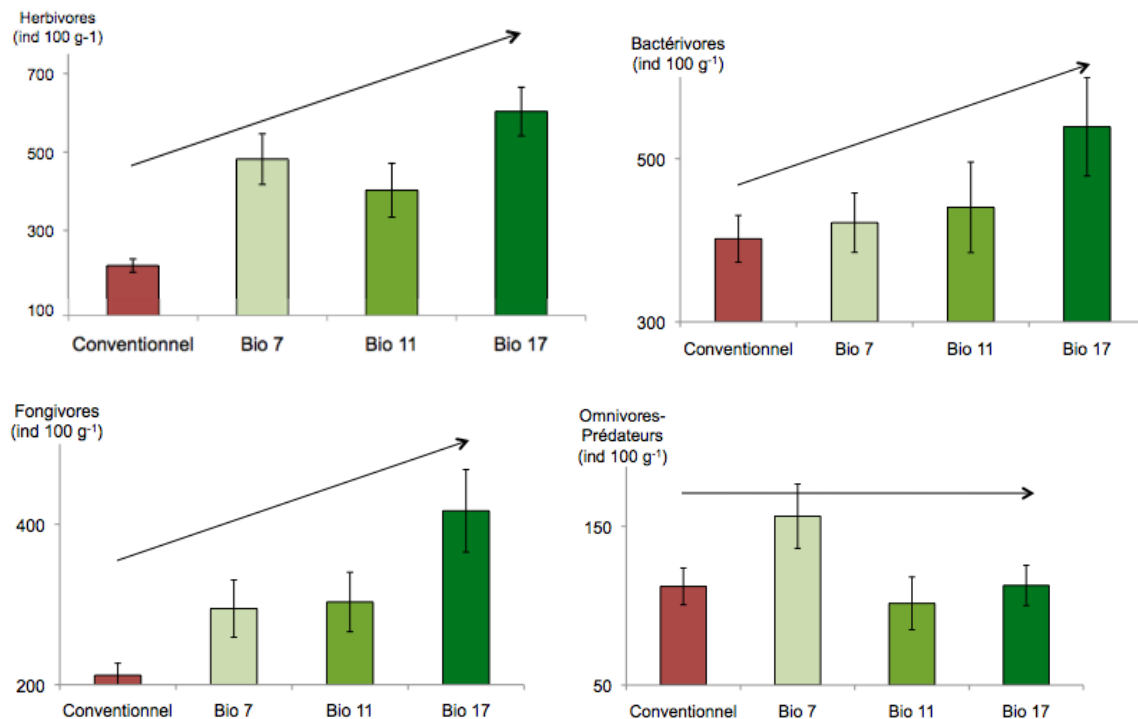 Herbivores
(ind 100 g-1)
700
500
300
100
Conventionnel Bio 7 Bio 11 Bio 17
Bactérivores
(ind 100 g⁻¹)
500
300
Conventionnel Bio 7 Bio 11 Bio 17
Fongivores
(ind 100 g⁻¹)
400
200
Conventionnel Bio 7 Bio 11 Bio 17
Omnivores-
Prédateurs
(ind 100 g⁻¹)
150
50
Conventionnel Bio 7 Bio 11 Bio 17